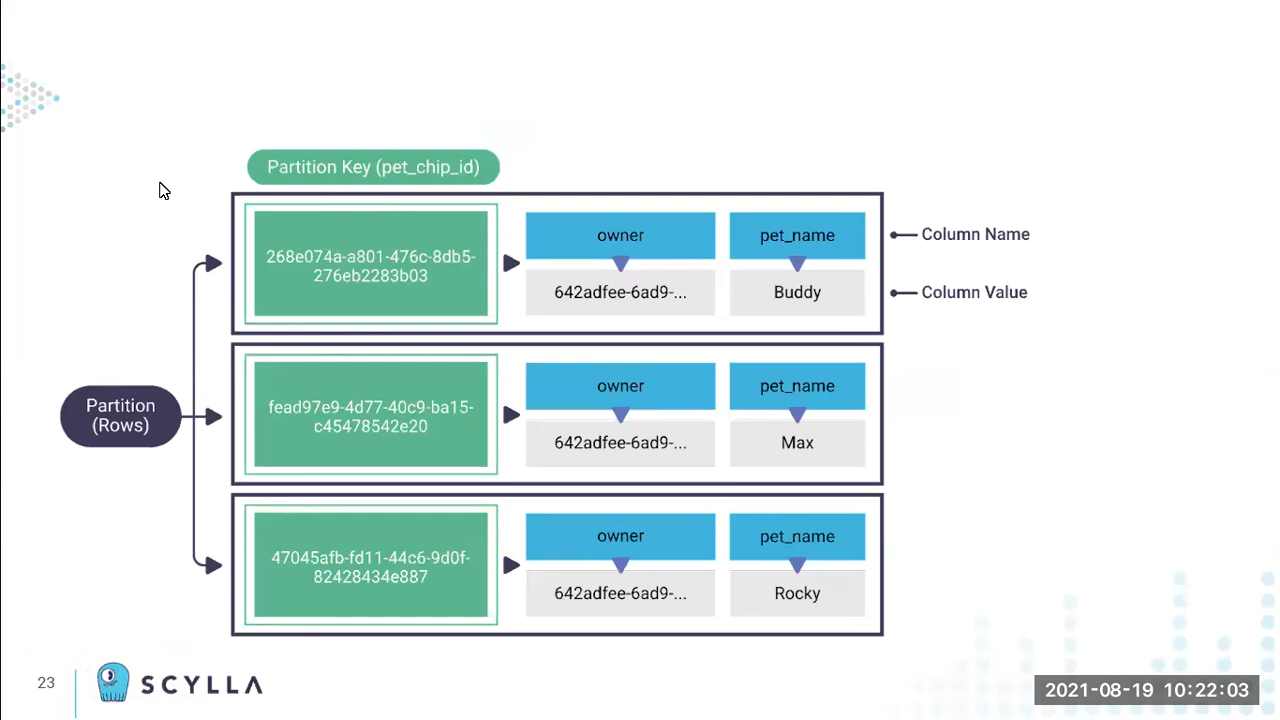 Partition Key (pet_chip_id)
268e074a-a801-476c-8db5-
276eb2283b03
owner
pet_name
Column Name
642adfee-6ad9-...
Buddy
Column Value
Partition
(Rows)
fead97e9-4d77-40c9-ba15-
c45478542e20
owner
pet_name
642adfee-6ad9-...
Max
47045afb-fd11-44c6-9d0f-
82428434e887
owner
pet_name
642adfee-6ad9-...
Rocky
23
SCYLLA
2021-08-19 10:22:03